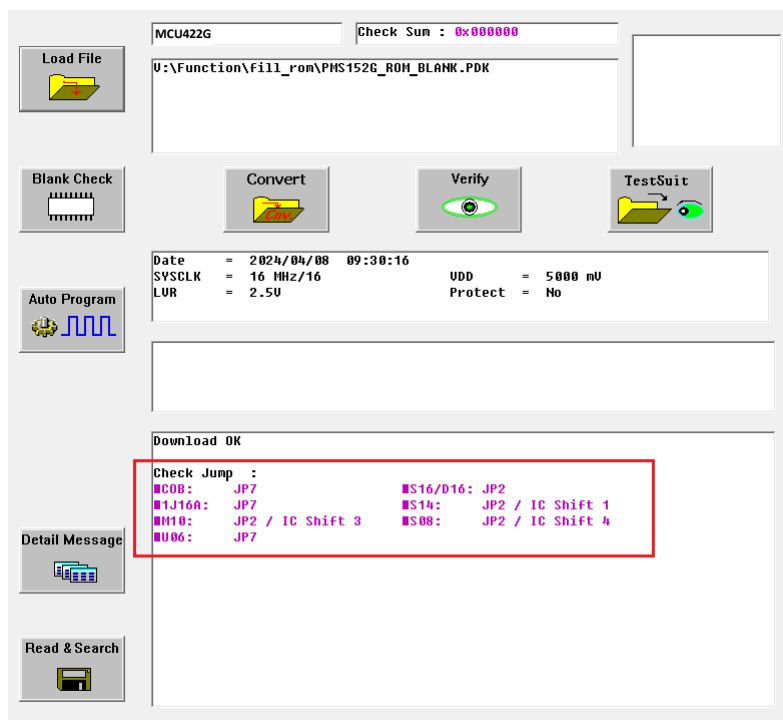 MCU422G
Check Sum : 0x000000
Load File
V:\Function\fill_rom\PMS152G_ROM_BLANK.PDK
Blank Check
Convert
Cnv.
Verify
TestSuit
Date = 2024/04/08 09:30:16
SYSCLK = 16 MHz/16 VDD = 5000 mV
LVR = 2.5V Protect = No
Auto Program
Download OK
Check Jump :
■COB: JP7 ■S16/D16: JP2
■1J16A: JP7 ■S14: JP2 / IC Shift 1
■M10: JP2 / IC Shift 3 ■S08: JP2 / IC Shift 4
■U06: JP7
Detail Message
Read & Search